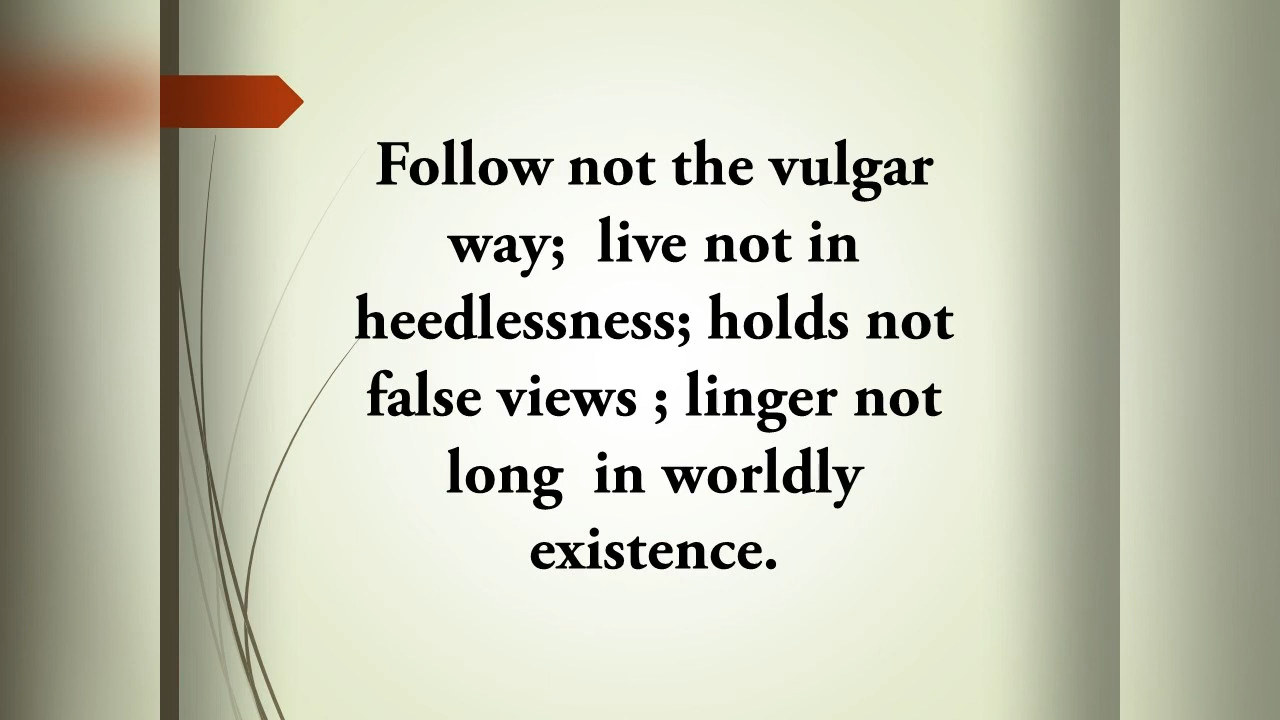 Follow not the vulgar
way;  live not in
heedlessness; holds not
false views ; linger not
long  in worldly
existence.